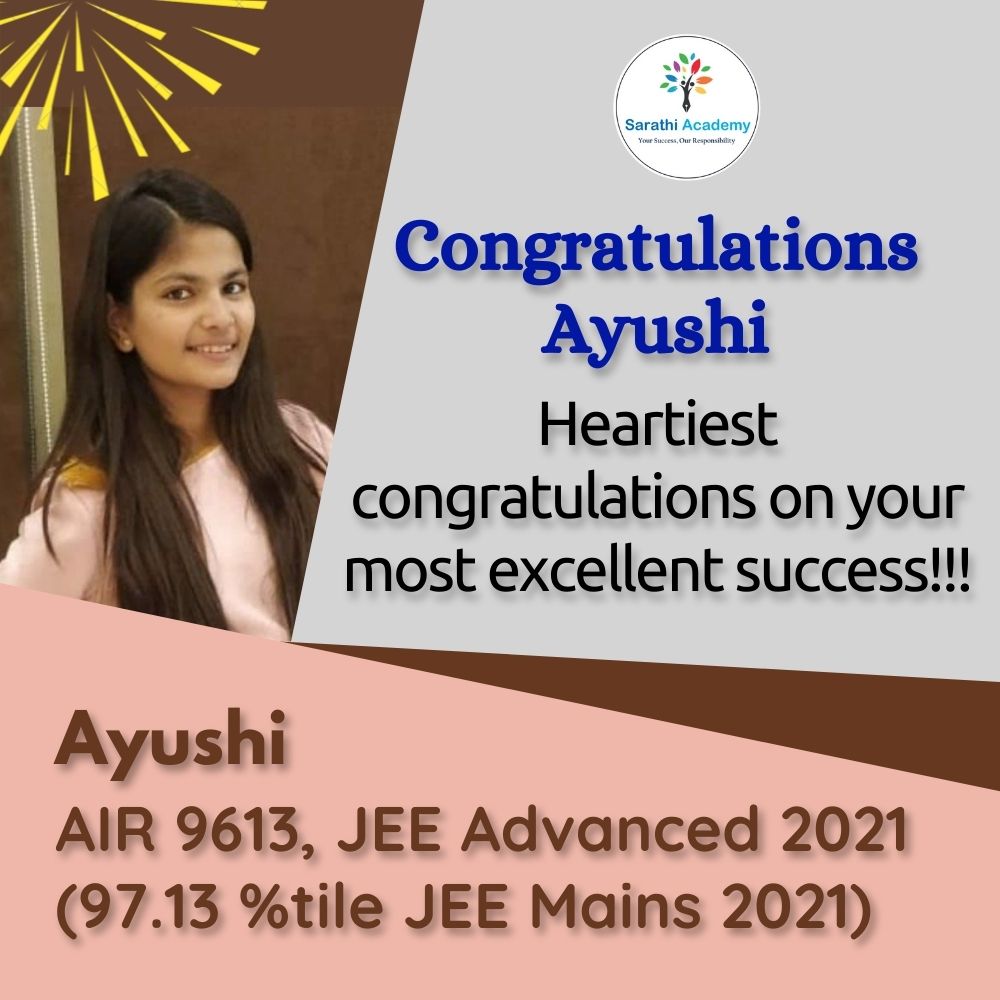 Sarathi Academy
Your Success, Our Responsibility
Congratulations
Ayushi
Heartiest
congratulations on your
most excellent success!!!
Ayushi
AIR 9613, JEE Advanced 2021
(97.13 %tile JEE Mains 2021)